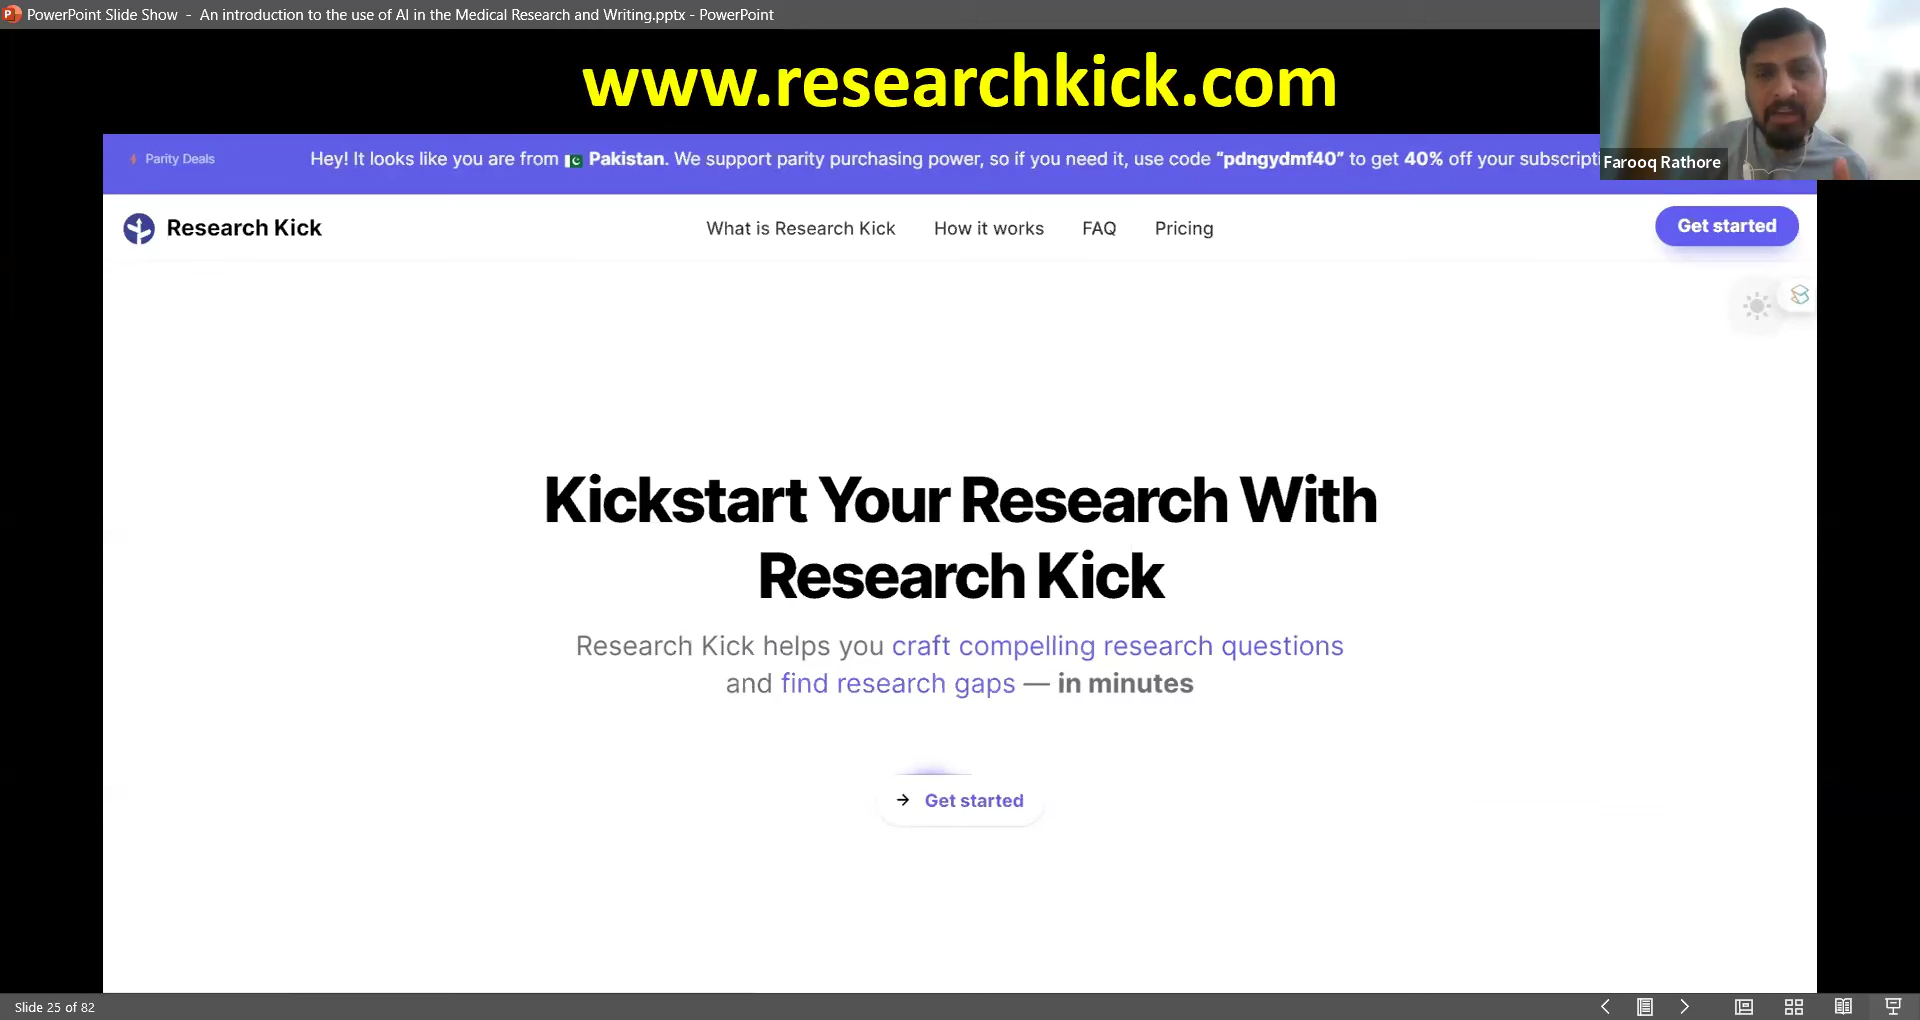 PowerPoint Slide Show - An introduction to the use of AI in the Medical Research and Writing.pptx - PowerPoint
www.researchkick.com
Parity Deals
Hey! It looks like you are from Pakistan. We support parity purchasing power, so if you need it, use code "pdngydmf40" to get 40% off your subscripti
Farooq Rathore
Research Kick
What is Research Kick How it works FAQ Pricing
Get started
Kickstart Your Research With
Research Kick
Research Kick helps you craft compelling research questions
and find research gaps — in minutes
→ Get started
Slide 25 of 82